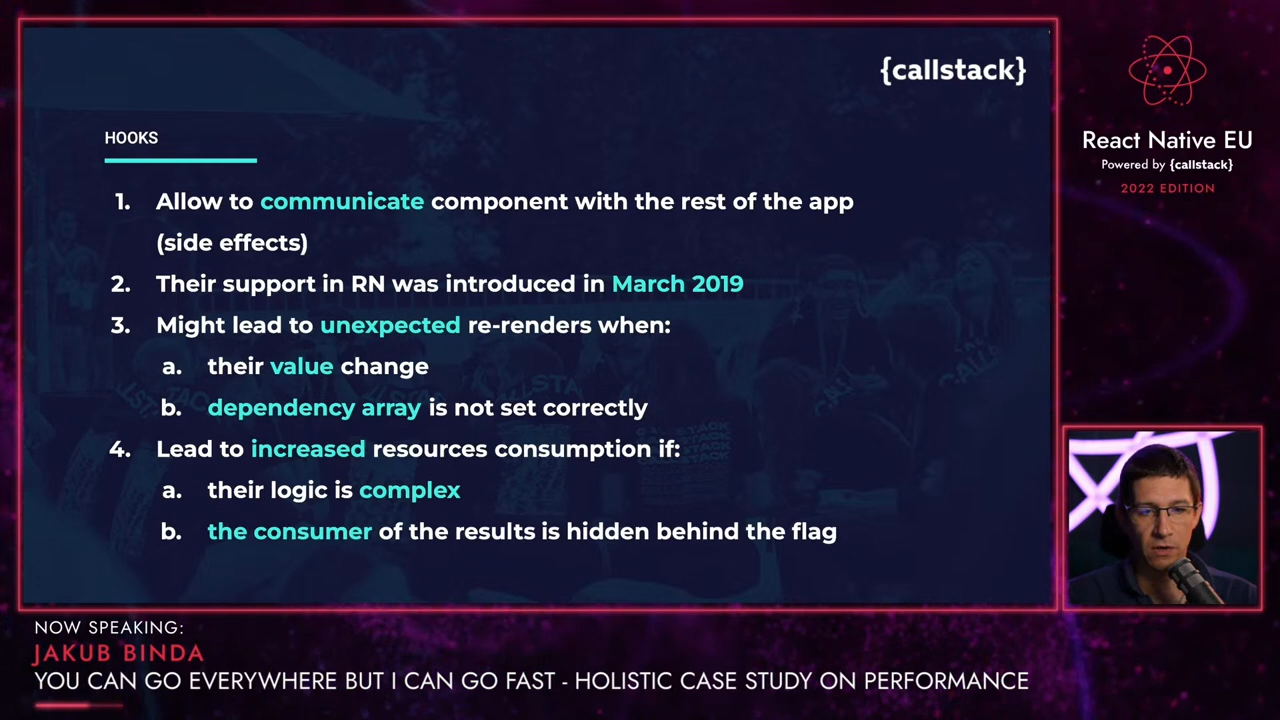 {callstack}
HOOKS
1. Allow to communicate component with the rest of the app
(side effects)
2. Their support in RN was introduced in March 2019
3. Might lead to unexpected re-renders when:
a. their value change
b. dependency array is not set correctly
4. Lead to increased resources consumption if:
a. their logic is complex
b. the consumer of the results is hidden behind the flag
React Native EU
Powered by {callstack}
2022 EDITION
NOW SPEAKING:
JAKUB BINDA
YOU CAN GO EVERYWHERE BUT I CAN GO FAST - HOLISTIC CASE STUDY ON PERFORMANCE